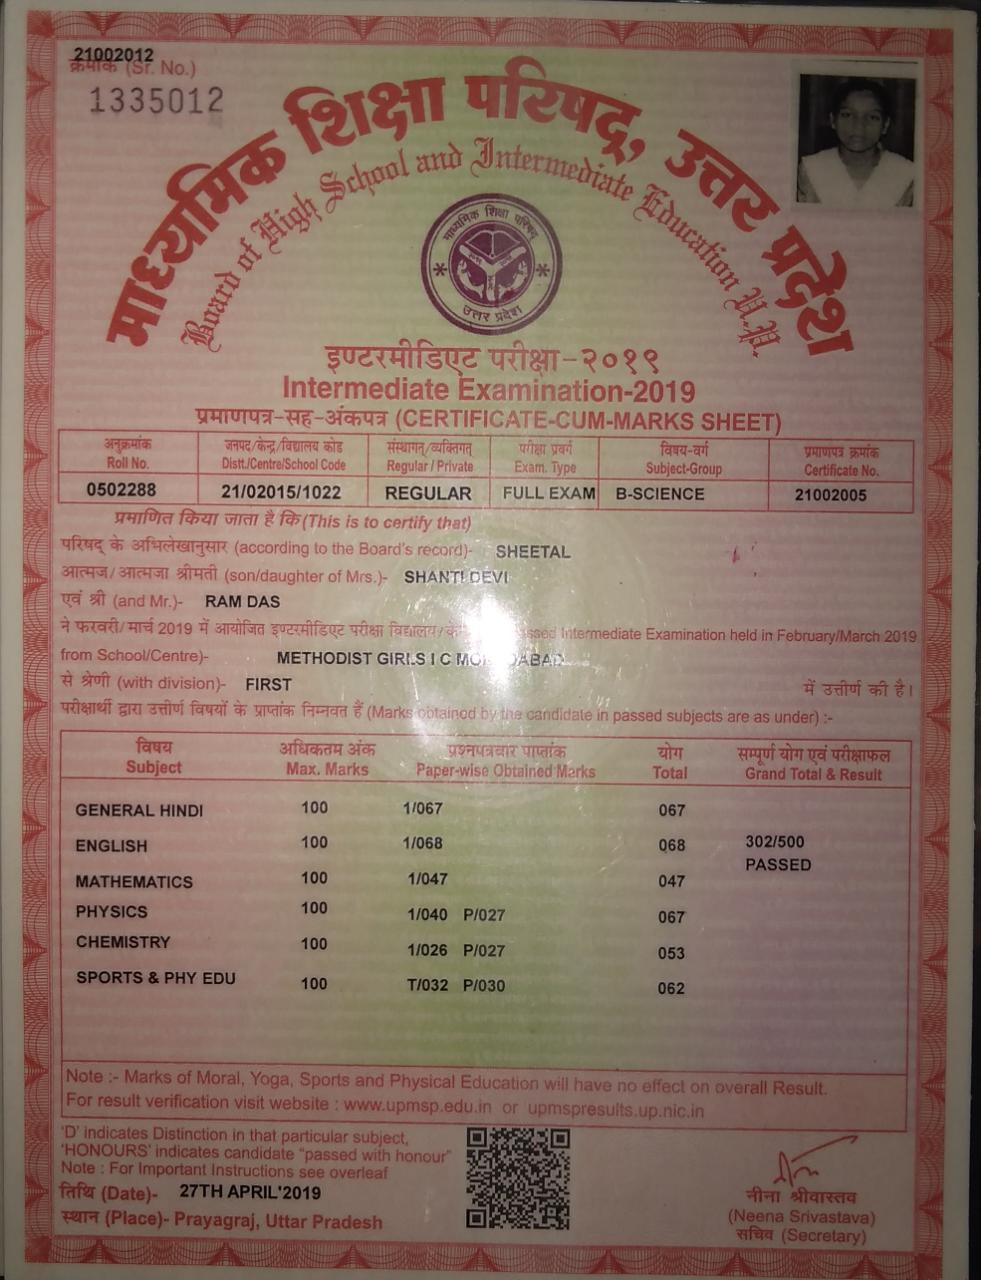 21002012
क्रमांक (Sr. No.)
1335012
माध्यमिक शिक्षा परिषद्, उत्तर प्रदेश
Board of High School and Intermediate Education U.P.
माध्यमिक शिक्षा परिषद्
उत्तर प्रदेश
इण्टरमीडिएट परीक्षा-२०१९
Intermediate Examination-2019
प्रमाणपत्र-सह-अंकपत्र (CERTIFICATE-CUM-MARKS SHEET)
अनुक्रमांक जनपद/केन्द्र/विद्यालय कोड संस्थागत/व्यक्तिगत परीक्षा प्रवर्ग विषय-वर्ग प्रमाणपत्र क्रमांक
Roll No. Distt./Centre/School Code Regular / Private Exam. Type Subject-Group Certificate No.
0502288 21/02015/1022 REGULAR FULL EXAM B-SCIENCE 21002005
प्रमाणित किया जाता है कि (This is to certify that)
परिषद के अभिलेखानुसार (according to the Board's record)- SHEETAL
आत्मज/आत्मजा श्रीमती (son/daughter of Mrs.)- SHANTI DEVI
एवं श्री (and Mr.)- RAM DAS
ने फरवरी/मार्च 2019 में आयोजित इण्टरमीडिएट परीक्षा विद्यालय/ Intermediate Examination held in February/March 2019
from School/Centre)- METHODIST GIRLS I C
से श्रेणी (with division)- FIRST में उत्तीर्ण की है।
परीक्षार्थी द्वारा उत्तीर्ण विषयों के प्राप्तांक निम्नवत हैं (Marks obtained by the candidate in passed subjects are as under) :-
विषय अधिकतम अंक प्रश्नपत्रवार प्राप्तांक योग सम्पूर्ण योग एवं परीक्षाफल
Subject Max. Marks Paper-wise Obtained Marks Total Grand Total & Result
GENERAL HINDI 100 1/067 067
ENGLISH 100 1/068 068 302/500
PASSED
MATHEMATICS 100 1/047 047
PHYSICS 100 1/040 P/027 067
CHEMISTRY 100 1/026 P/027 053
SPORTS & PHY EDU 100 T/032 P/030 062
Note :- Marks of Moral, Yoga, Sports and Physical Education will have no effect on overall Result.
For result verification visit website : www.upmsp.edu.in or upmspresults.up.nic.in
'D' indicates Distinction in that particular subject,
'HONOURS' indicates candidate "passed with honour"
Note : For Important Instructions see overleaf
तिथि (Date)- 27TH APRIL'2019
स्थान (Place)- Prayagraj, Uttar Pradesh
नीना श्रीवास्तव
(Neena Srivastava)
सचिव (Secretary)